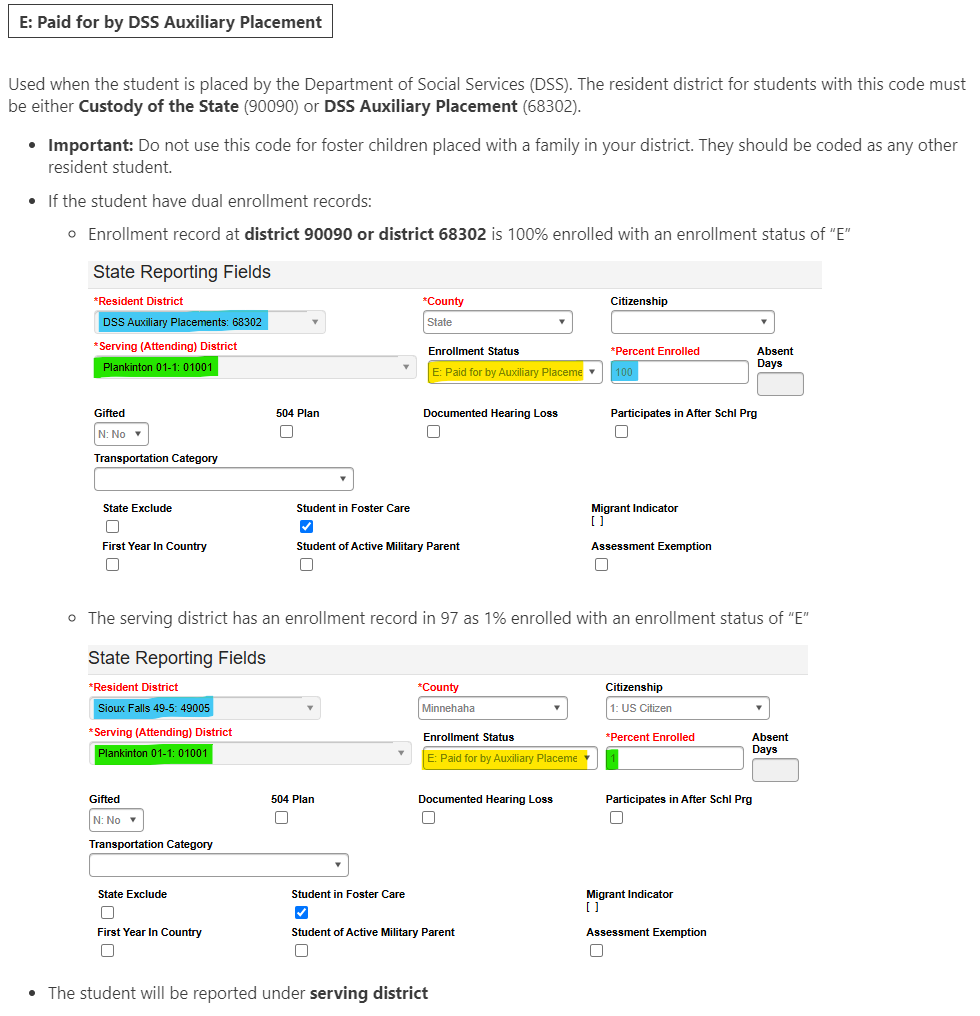 E: Paid for by DSS Auxiliary Placement
Used when the student is placed by the Department of Social Services (DSS). The resident district for students with this code must
be either Custody of the State (90090) or DSS Auxiliary Placement (68302).
• Important: Do not use this code for foster children placed with a family in your district. They should be coded as any other
resident student.
• If the student have dual enrollment records:
○ Enrollment record at district 90090 or district 68302 is 100% enrolled with an enrollment status of “E”
State Reporting Fields
*Resident District *County Citizenship
DSS Auxiliary Placements: 68302 State
*Serving (Attending) District Enrollment Status *Percent Enrolled Absent
Days
Plankinton 01-1: 01001 E: Paid for by Auxiliary Placeme 100
Gifted 504 Plan Documented Hearing Loss Participates in After Schl Prg
N: No
Transportation Category
State Exclude Student in Foster Care Migrant Indicator
[ ]
First Year In Country Student of Active Military Parent Assessment Exemption
○ The serving district has an enrollment record in 97 as 1% enrolled with an enrollment status of “E”
State Reporting Fields
*Resident District *County Citizenship
Sioux Falls 49-5: 49005 Minnehaha 1: US Citizen
*Serving (Attending) District Enrollment Status *Percent Enrolled Absent
Days
Plankinton 01-1: 01001 E: Paid for by Auxiliary Placeme 1
Gifted 504 Plan Documented Hearing Loss Participates in After Schl Prg
N: No
Transportation Category
State Exclude Student in Foster Care Migrant Indicator
[ ]
First Year In Country Student of Active Military Parent Assessment Exemption
• The student will be reported under serving district